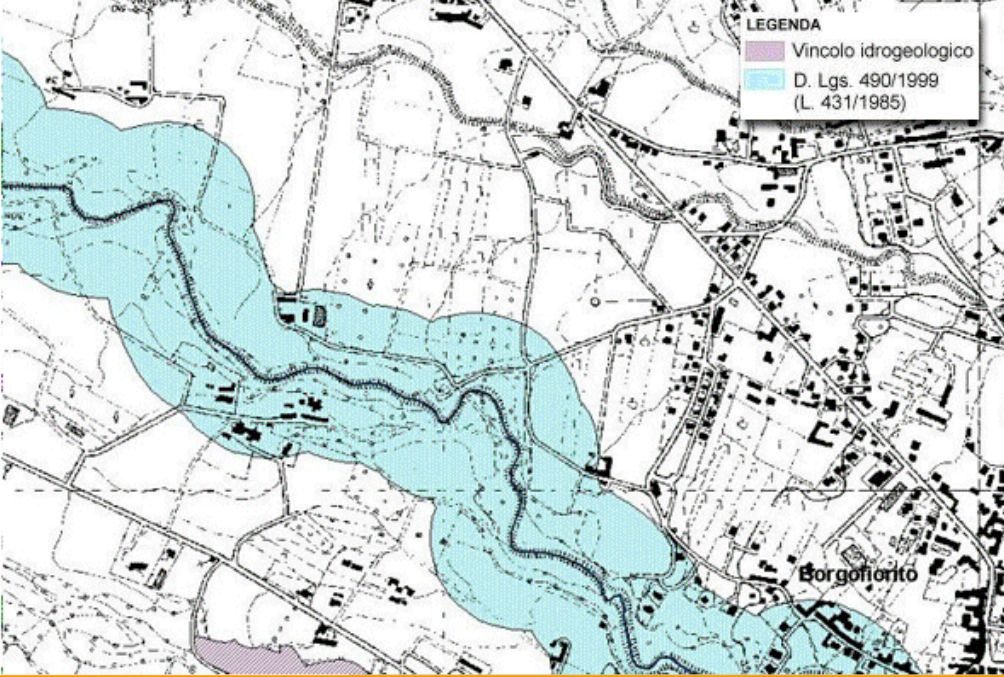 LEGENDA
Vincolo idrogeologico
D. Lgs. 490/1999
(L. 431/1985)
Borgofiorito